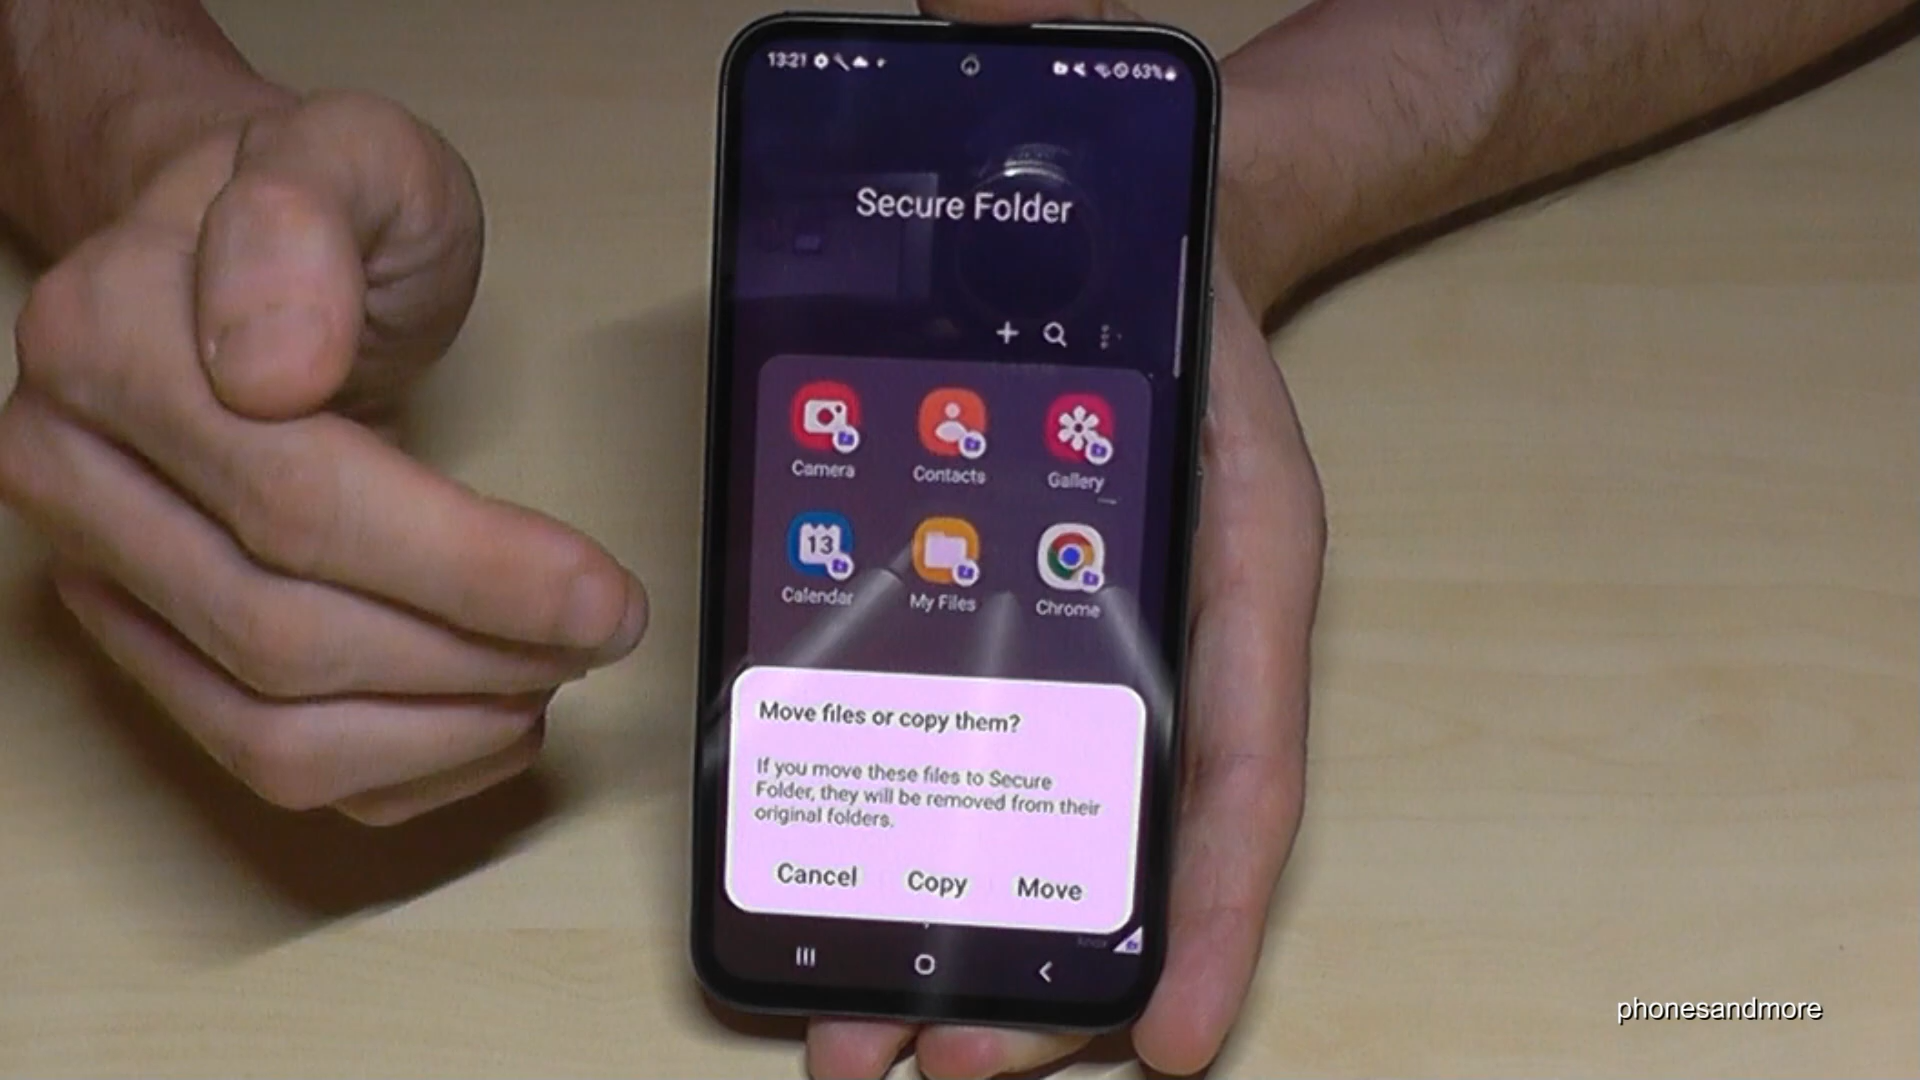 13:21
63%
Secure Folder
Camera
Contacts
Gallery
13
Calendar
My Files
Chrome
Move files or copy them?
If you move these files to Secure
Folder, they will be removed from their
original folders.
Cancel
Copy
Move
phonesandmore